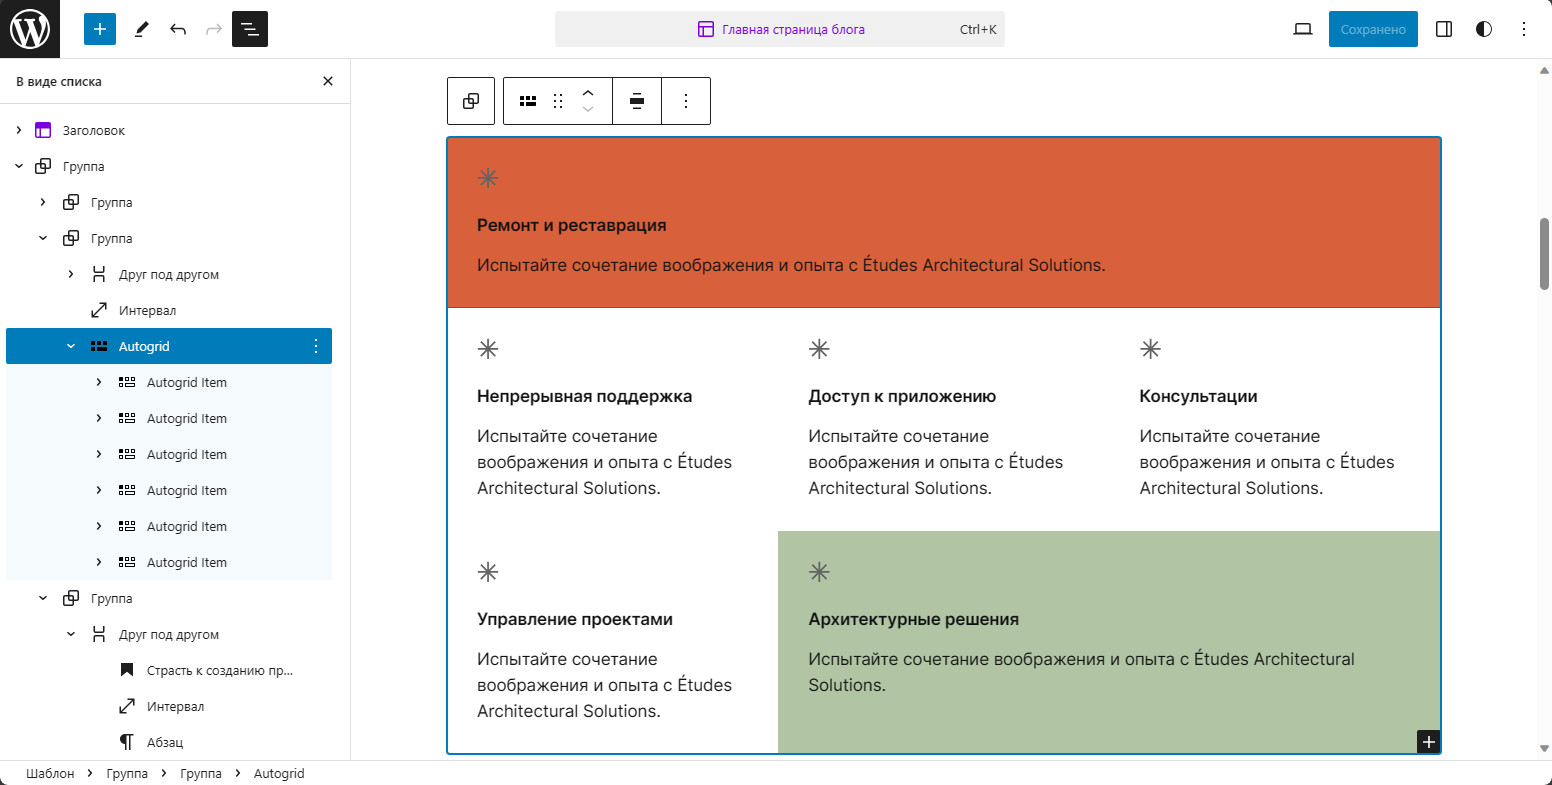 Главная страница блога
Ctrl+K
Сохранено
В виде списка
Заголовок
Группа
Группа
Группа
Друг под другом
Интервал
Autogrid
Autogrid Item
Autogrid Item
Autogrid Item
Autogrid Item
Autogrid Item
Autogrid Item
Группа
Друг под другом
Страсть к созданию пр...
Интервал
Абзац
Ремонт и реставрация
Испытайте сочетание воображения и опыта с Études Architectural Solutions.
Непрерывная поддержка
Испытайте сочетание
воображения и опыта с Études
Architectural Solutions.
Доступ к приложению
Испытайте сочетание
воображения и опыта с Études
Architectural Solutions.
Консультации
Испытайте сочетание
воображения и опыта с Études
Architectural Solutions.
Управление проектами
Испытайте сочетание
воображения и опыта с Études
Architectural Solutions.
Архитектурные решения
Испытайте сочетание воображения и опыта с Études Architectural
Solutions.
Шаблон > Группа > Группа > Autogrid